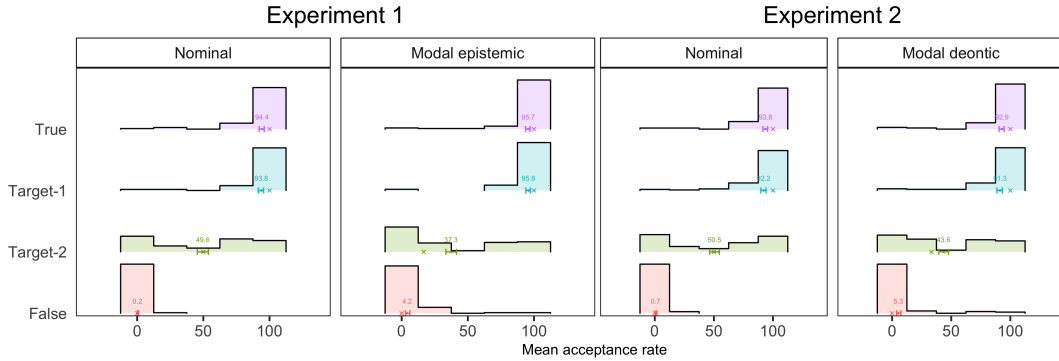 Experiment 1 Experiment 2
Nominal Modal epistemic Nominal Modal deontic
True 94.4 95.7 93.8 92.9
Target-1 93.8 95.8 92.2 91.3
Target-2 49.6 37.3 50.5 43.6
False 0.2 4.2 0.7 5.3
0 50 100 0 50 100 0 50 100 0 50 100
Mean acceptance rate